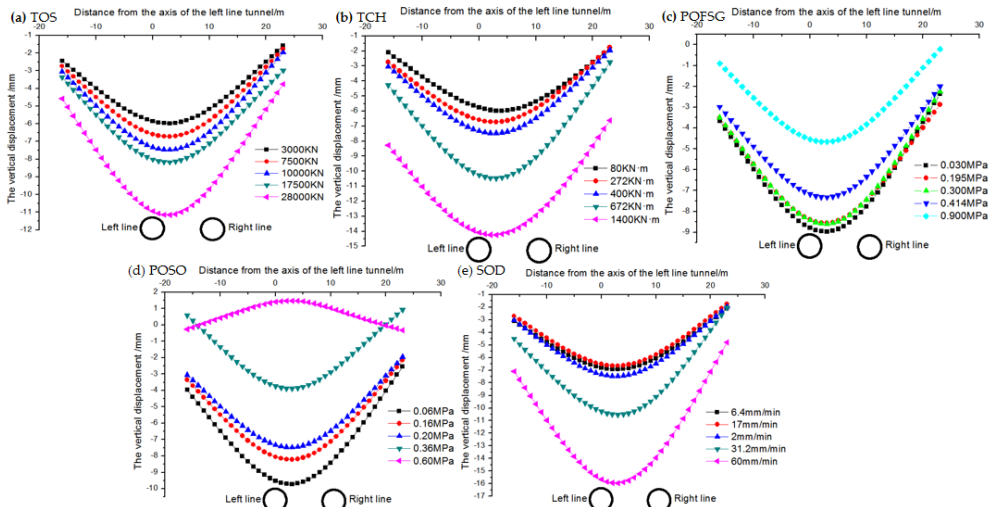 Distance from the axis of the left line tunnel/m
(a) TOS
-20 -10 0 10 20 30
The vertical displacement /mm
-1
-2
-3
-4
-5
-6
-7
-8
-9
-10
-11
-12
3000KN
7500KN
10000KN
17500KN
28000KN
Left line
Right line
Distance from the axis of the left line tunnel/m
(b) TCH
-20 -10 0 10 20 30
The vertical displacement /mm
-1
-2
-3
-4
-5
-6
-7
-8
-9
-10
-11
-12
-13
-14
-15
80KN·m
272KN·m
400KN·m
672KN·m
1400KN·m
Left line
Right line
Distance from the axis of the left line tunnel/m
(c) POFSG
-20 -10 0 10 20 30
The vertical displacement /mm
0
-1
-2
-3
-4
-5
-6
-7
-8
-9
0.030MPa
0.195MPa
0.300MPa
0.414MPa
0.900MPa
Left line
Right line
(d) POSO
Distance from the axis of the left line tunnel/m
-20 -10 0 10 20 30
The vertical displacement /mm
2
1
0
-1
-2
-3
-4
-5
-6
-7
-8
-9
-10
0.06MPa
0.16MPa
0.20MPa
0.36MPa
0.60MPa
Left line
Right line
(e) SOD
Distance from the axis of the left line tunnel/m
-20 -10 0 10 20 30
The vertical displacement /mm
-1
-2
-3
-4
-5
-6
-7
-8
-9
-10
-11
-12
-13
-14
-15
-16
-17
6.4mm/min
17mm/min
2mm/min
31.2mm/min
60mm/min
Left line
Right line